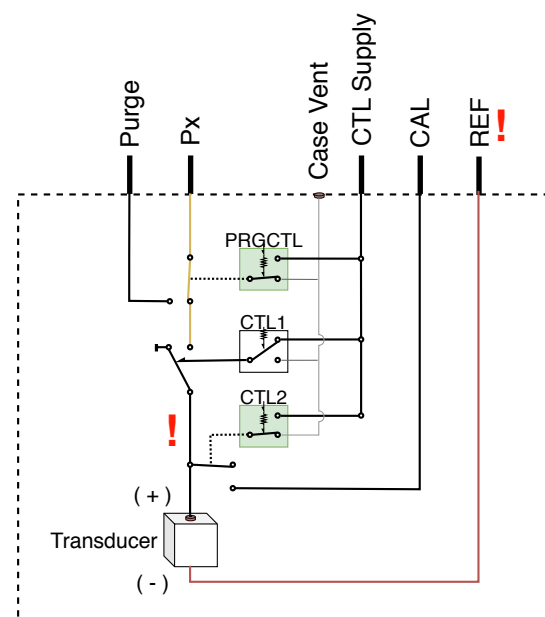 Purge
Px
Case Vent
CTL Supply
CAL
REF
!
PRGCTL
CTL1
CTL2
!
( + )
Transducer
( - )